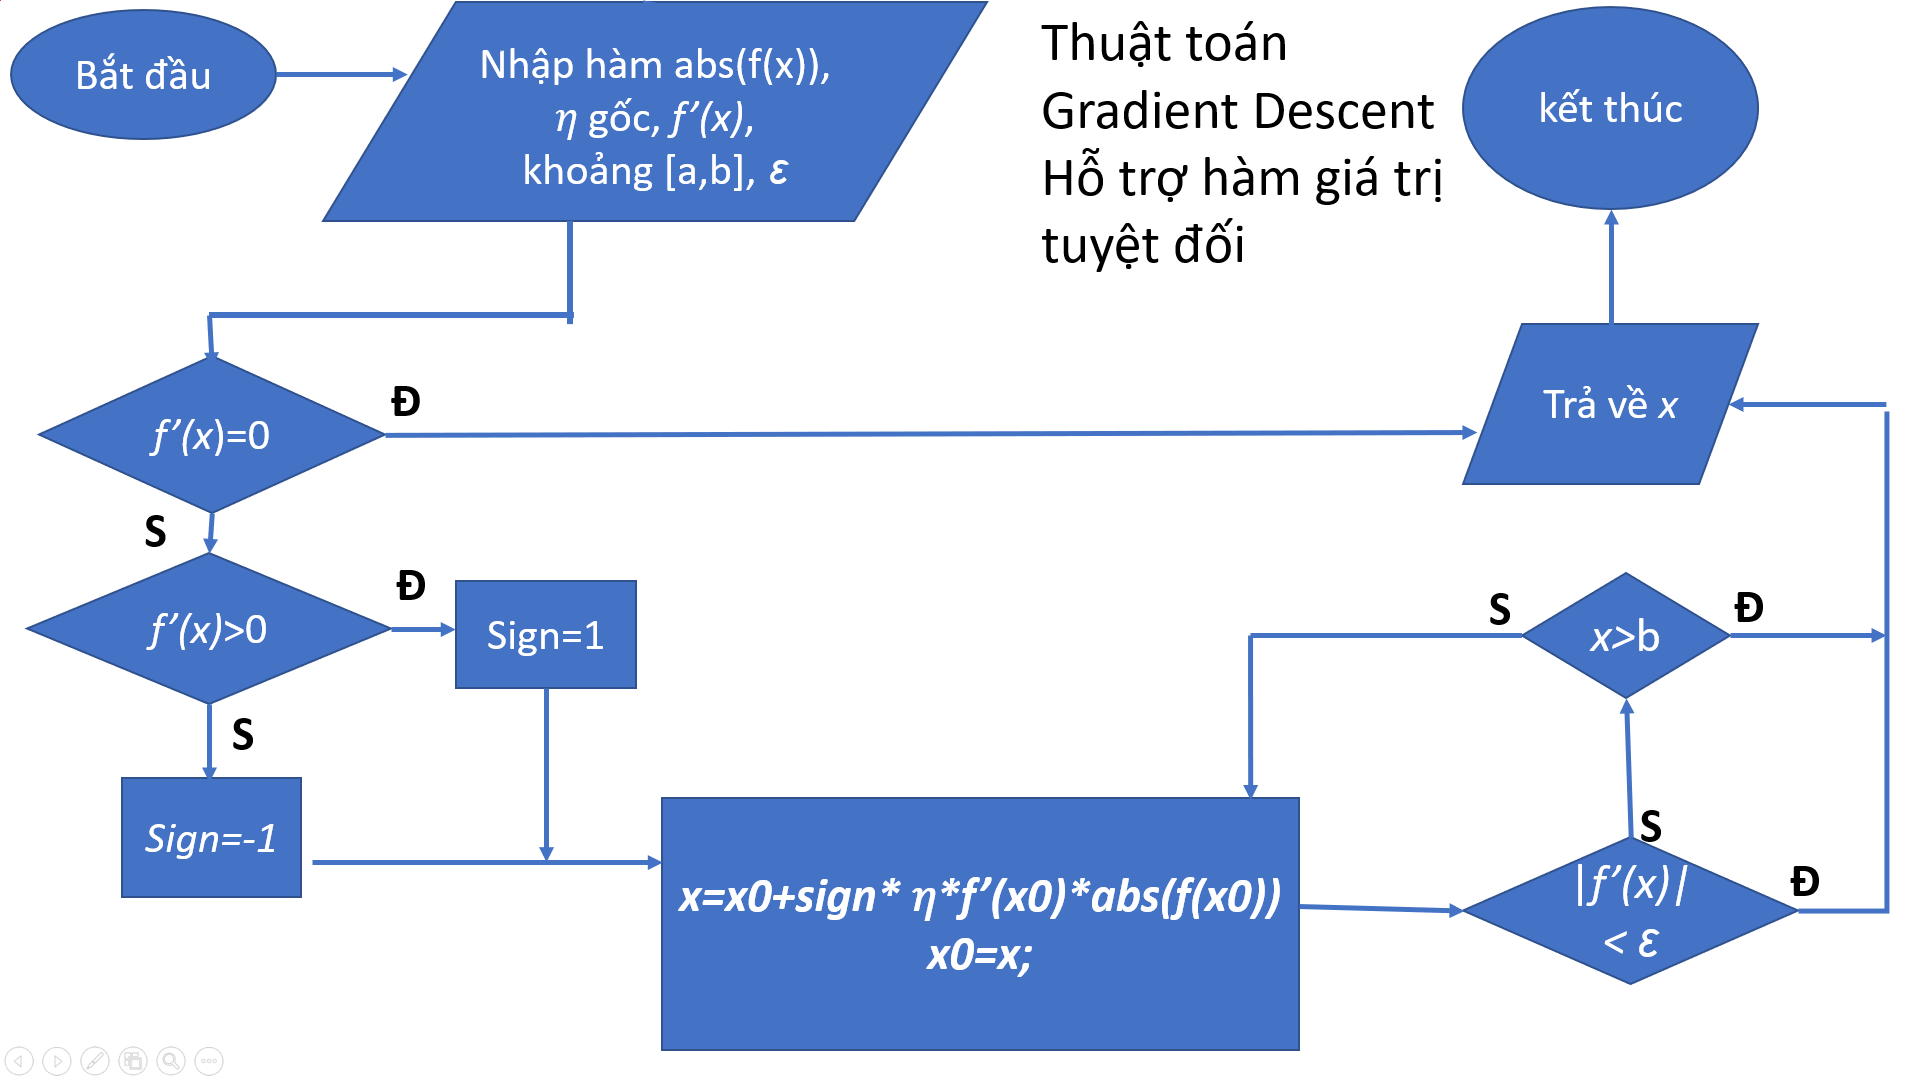 Bắt đầu
Nhập hàm abs(f(x)),
η gốc, f’(x),
khoảng [a,b], ε
Thuật toán
Gradient Descent
Hỗ trợ hàm giá trị
tuyệt đối
kết thúc
f’(x)=0
Đ
Trả về x
S
f’(x)>0
Đ
Sign=1
S
x>b
Đ
S
Sign=-1
x=x0+sign* η*f’(x0)*abs(f(x0))
x0=x;
S
|f’(x)|
< ε
Đ